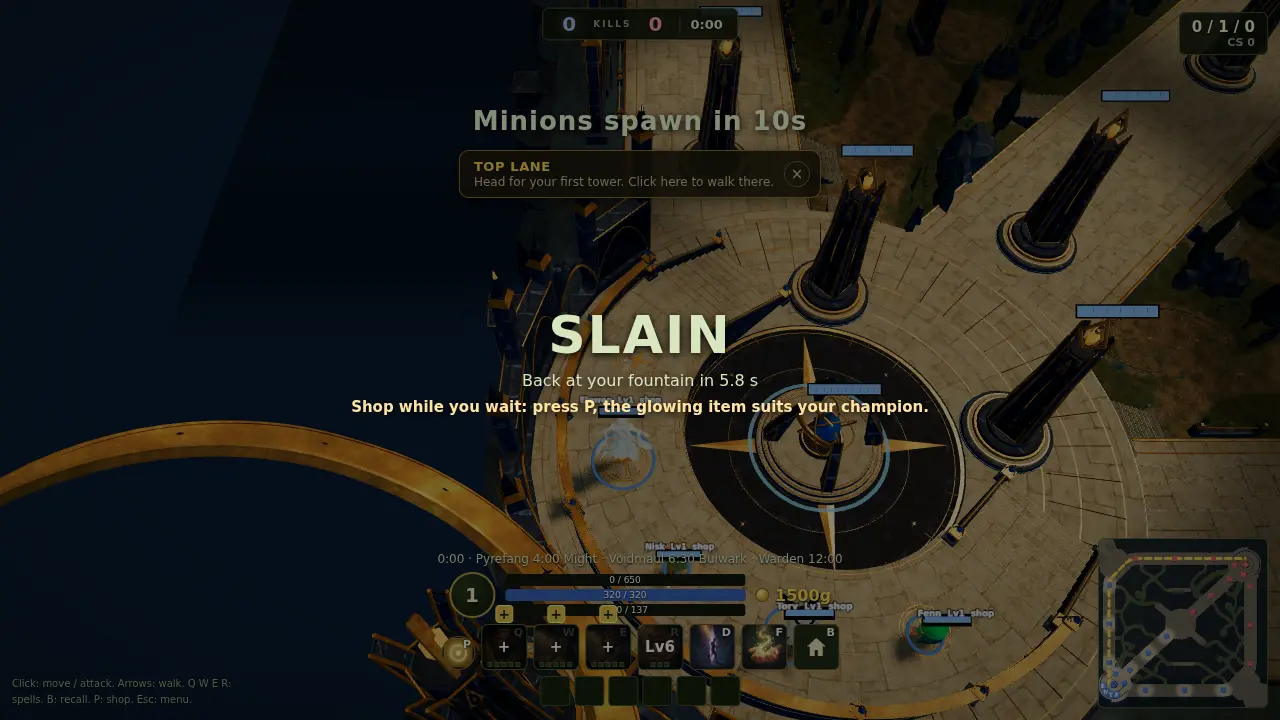 0 KILLS 0 0:00
0 / 1 / 0
CS 0
Minions spawn in 10s
TOP LANE
Head for your first tower. Click here to walk there.
SLAIN
Back at your fountain in 5.8 s
Shop while you wait: press P, the glowing item suits your champion.
Nisk Lv1 shop
0:00 · Pyrefang 4:00 Might · Voidmaul 6:30 Bulwark · Warden 12:00
0 / 650
1
320 / 320
1500g
0 / 137
Torv Lv1 shop
Fenn Lv1 shop
P
Q W E R D F B
Lv6
Click: move / attack. Arrows: walk. Q W E R:
spells. B: recall. P: shop. Esc: menu.